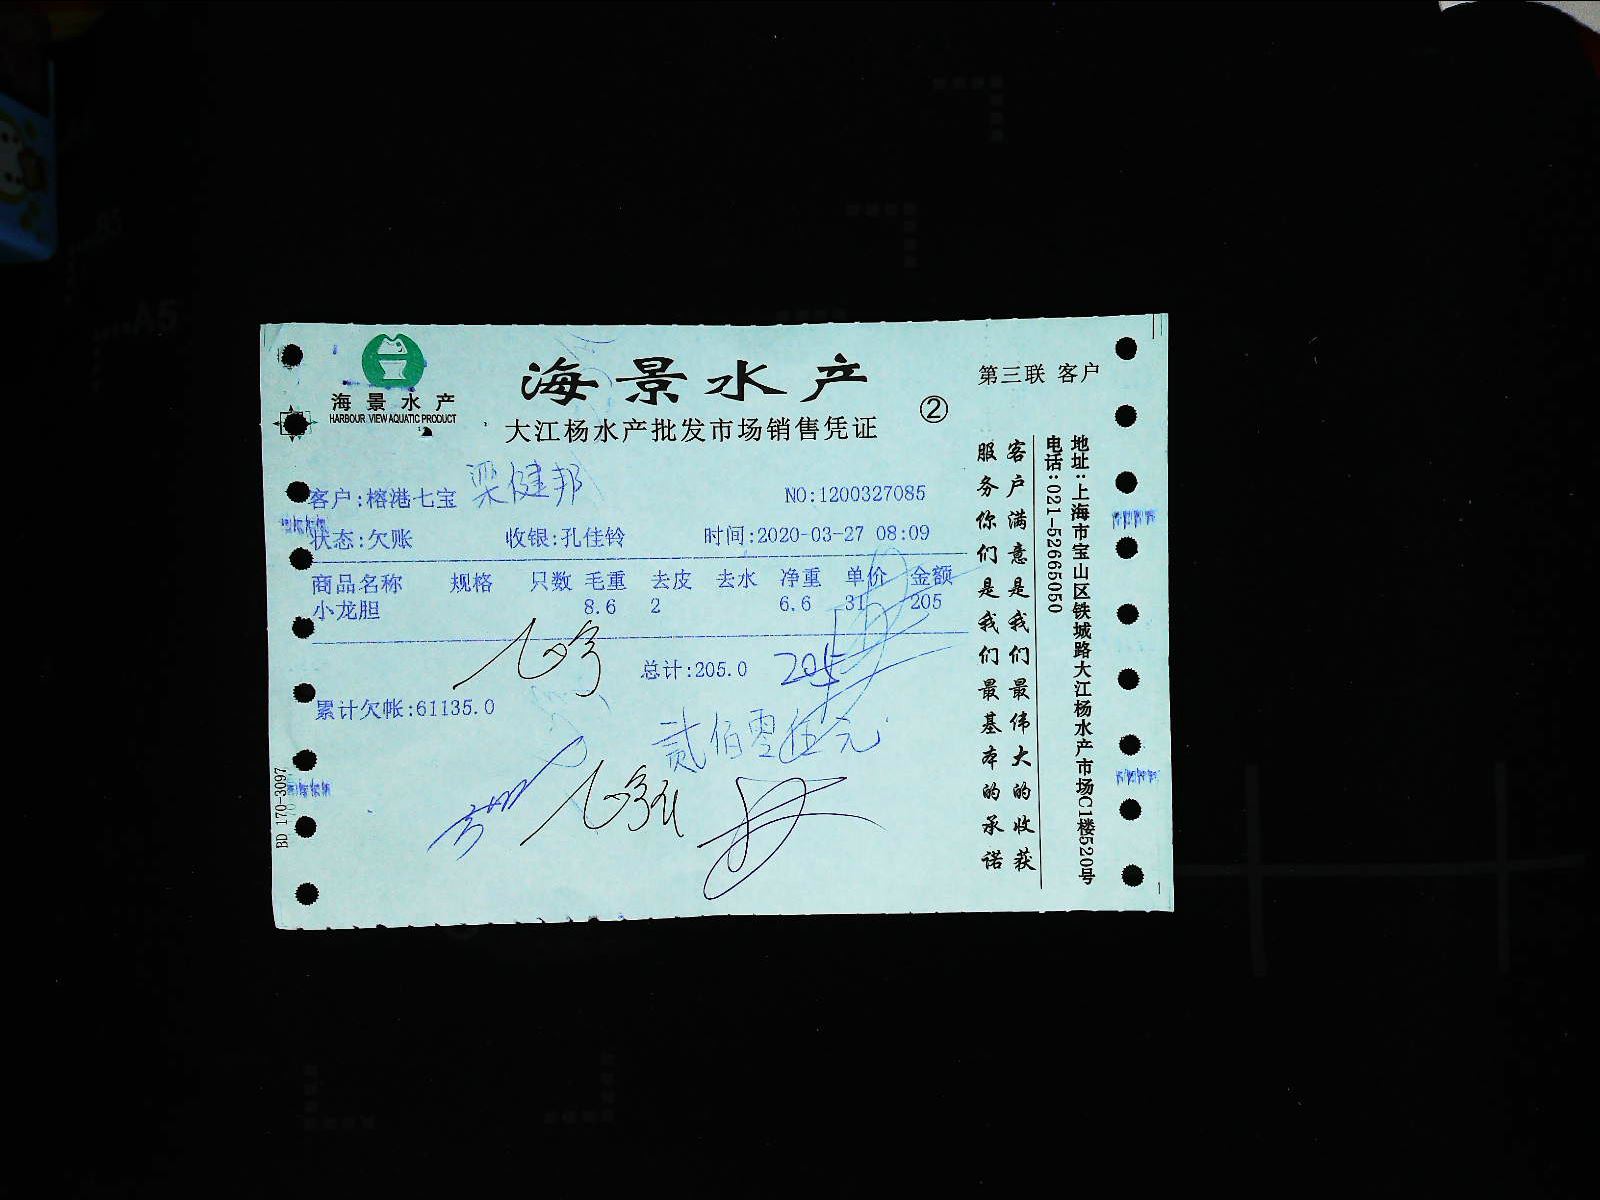 海景水产
HARBOUR VIEW AQUATIC PRODUCT
海景水产
大江杨水产批发市场销售凭证
②
第三联 客户
客户:榕港七宝 梁健邦
NO:1200327085
状态:欠账 收银:孔佳铃 时间:2020-03-27 08:09
商品名称 规格 只数 毛重 去皮 去水 净重 单价 金额
小龙胆 8.6 2 6.6 31 205
总计:205.0 205
累计欠帐:61135.0
贰佰零伍元
客户满意是我们最伟大的收获
服务你们是我们最基本的承诺
地址:上海市宝山区铁城路大江杨水产市场C1楼520号
电话:021-52665050
BD 170-3097
A5